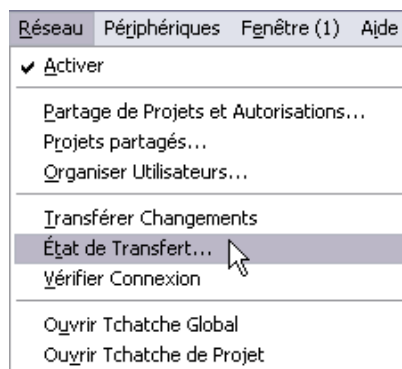 Réseau Périphériques Fenêtre (1) Aide
Activer
Partage de Projets et Autorisations...
Projets partagés...
Organiser Utilisateurs...
Transférer Changements
État de Transfert...
Vérifier Connexion
Ouvrir Tchatche Global
Ouvrir Tchatche de Projet